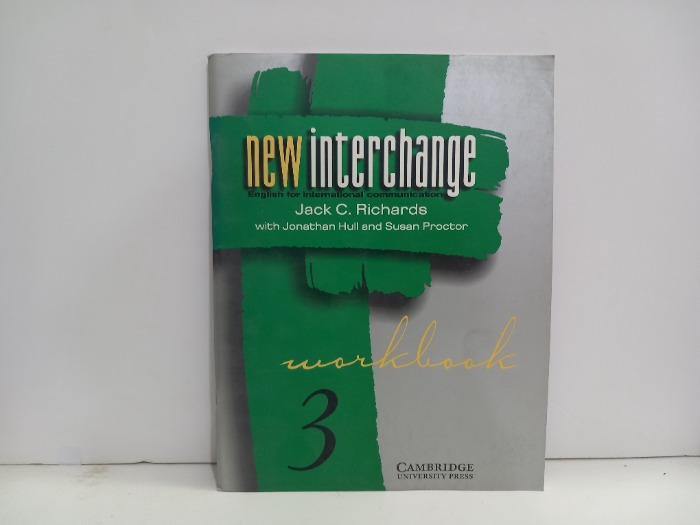 new interchange
English for international communication
Jack C. Richards
with Jonathan Hull and Susan Proctor
workbook
3
CAMBRIDGE
UNIVERSITY PRESS